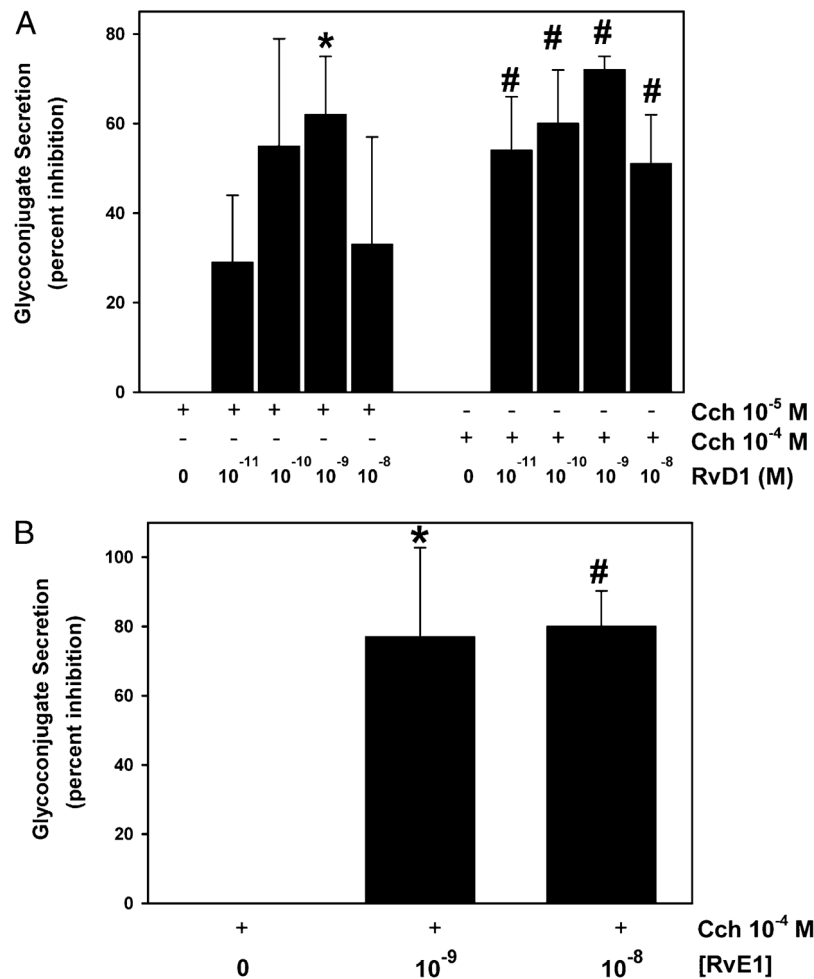 A
Glycoconjugate Secretion
(percent inhibition)
80
60
40
20
0
*
#
#
#
#
+ + + + + - - - - - Cch 10⁻⁵ M
- - - - + + + + + Cch 10⁻⁴ M
0 10⁻¹¹ 10⁻¹⁰ 10⁻⁹ 10⁻⁸ 0 10⁻¹¹ 10⁻¹⁰ 10⁻⁹ 10⁻⁸ RvD1 (M)
B
Glycoconjugate Secretion
(percent inhibition)
100
80
60
40
20
0
*
#
+ + + Cch 10⁻⁴ M
0 10⁻⁹ 10⁻⁸ [RvE1]